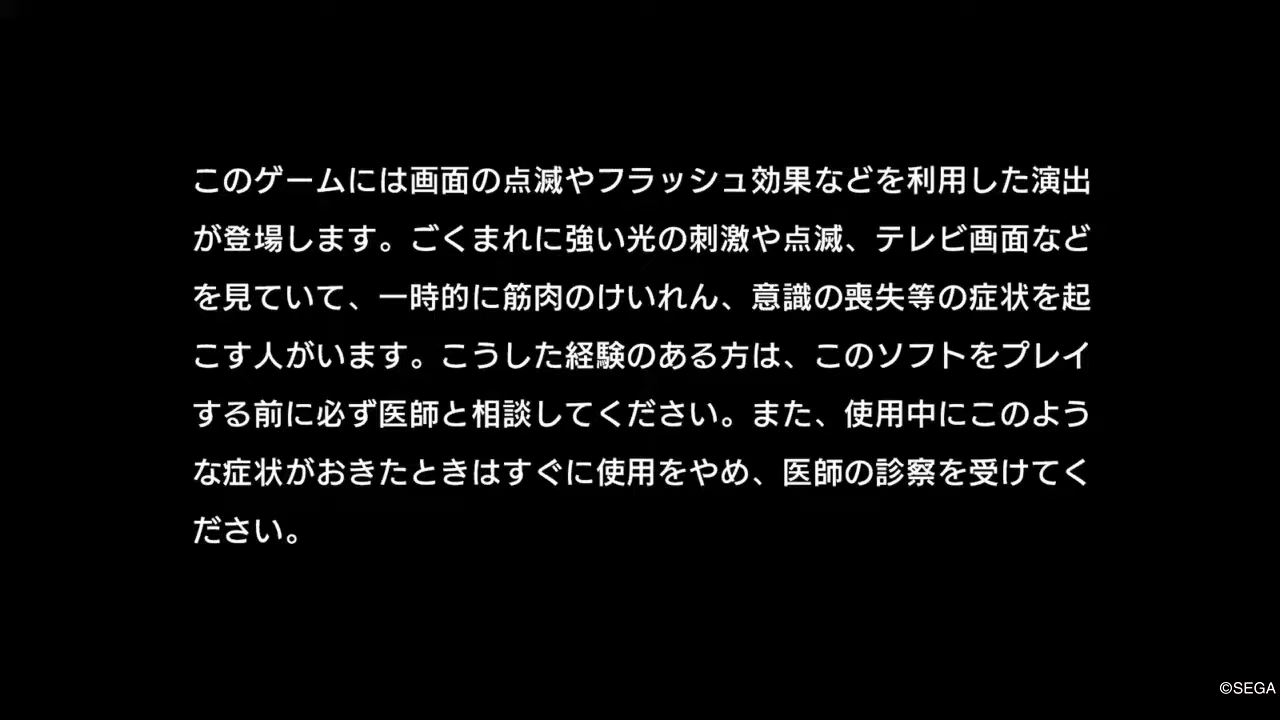 このゲームには画面の点滅やフラッシュ効果などを利用した演出
が登場します。ごくまれに強い光の刺激や点滅、テレビ画面など
を見ていて、一時的に筋肉のけいれん、意識の喪失等の症状を起
こす人がいます。こうした経験のある方は、このソフトをプレイ
する前に必ず医師と相談してください。また、使用中にこのよう
な症状がおきたときはすぐに使用をやめ、医師の診察を受けてく
ださい。
©SEGA